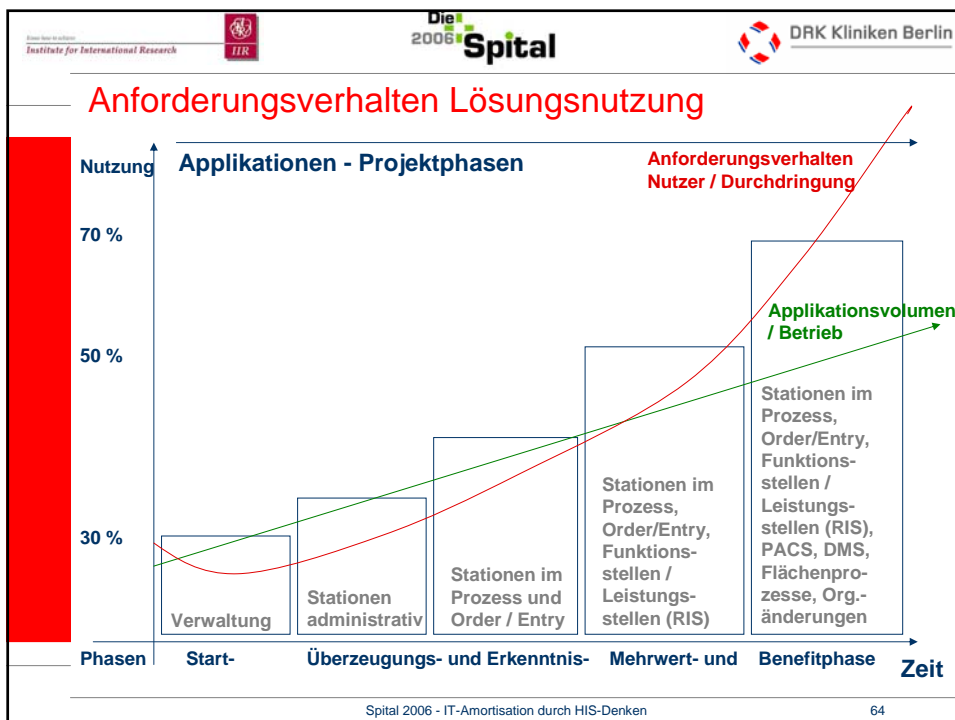 Institute for International Research
IIR
Die
2006
Spital
DRK Kliniken Berlin
Anforderungsverhalten Lösungsnutzung
Nutzung
Applikationen - Projektphasen
Anforderungsverhalten
Nutzer / Durchdringung
70 %
Applikationsvolumen
/ Betrieb
50 %
30 %
Verwaltung
Stationen
administrativ
Stationen im
Prozess und
Order / Entry
Stationen im
Prozess,
Order/Entry,
Funktions-
stellen /
Leistungs-
stellen (RIS)
Stationen im
Prozess,
Order/Entry,
Funktions-
stellen /
Leistungs-
stellen (RIS),
PACS, DMS,
Flächenpro-
zesse, Org.-
änderungen
Phasen Start- Überzeugungs- und Erkenntnis- Mehrwert- und Benefitphase
Zeit
Spital 2006 - IT-Amortisation durch HIS-Denken 64